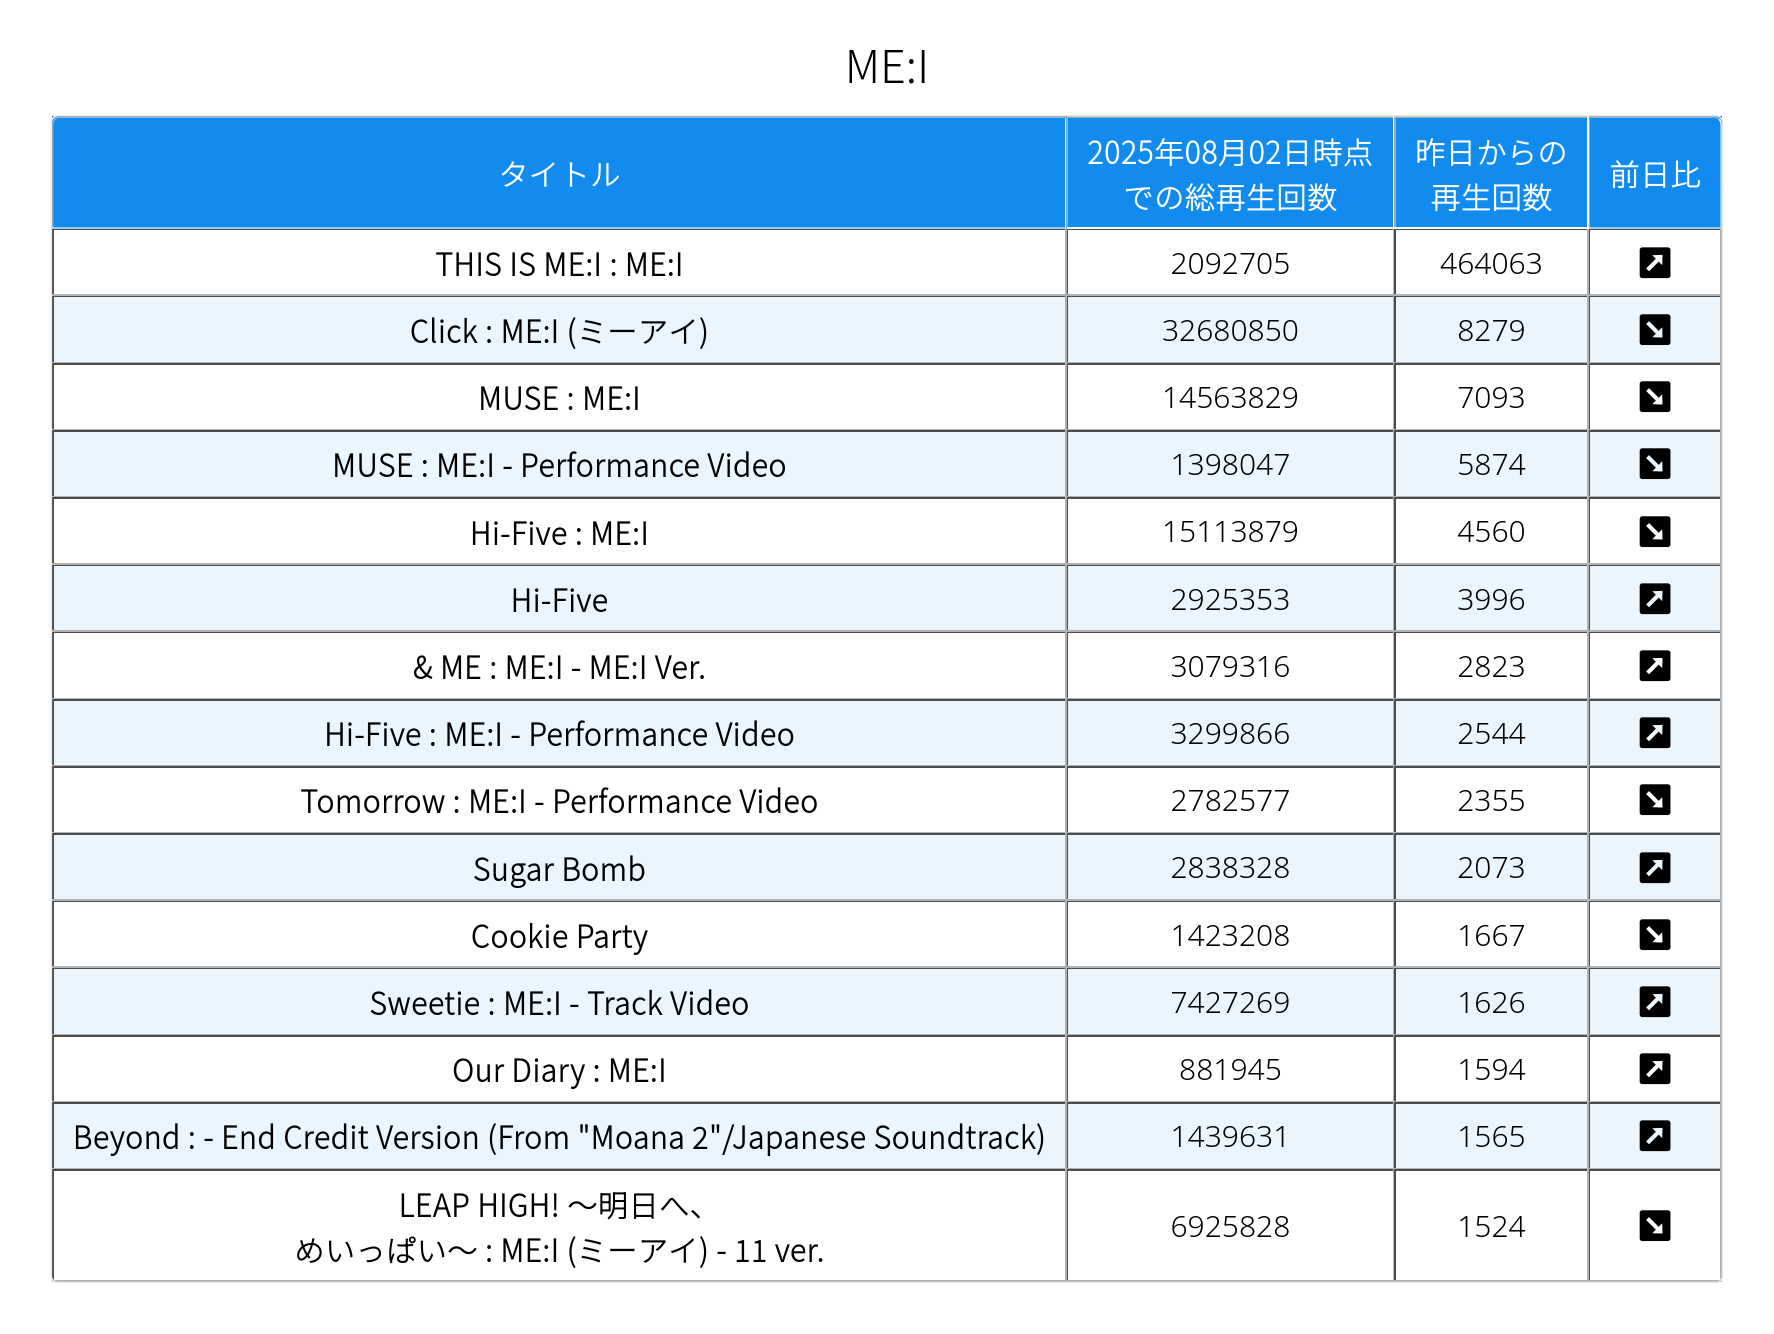 ME:I
タイトル
2025年08月02日時点
での総再生回数
昨日からの
再生回数
前日比
THIS IS ME:I : ME:I 2092705 464063
Click : ME:I (ミーアイ) 32680850 8279
MUSE : ME:I 14563829 7093
MUSE : ME:I - Performance Video 1398047 5874
Hi-Five : ME:I 15113879 4560
Hi-Five 2925353 3996
& ME : ME:I - ME:I Ver. 3079316 2823
Hi-Five : ME:I - Performance Video 3299866 2544
Tomorrow : ME:I - Performance Video 2782577 2355
Sugar Bomb 2838328 2073
Cookie Party 1423208 1667
Sweetie : ME:I - Track Video 7427269 1626
Our Diary : ME:I 881945 1594
Beyond : - End Credit Version (From "Moana 2"/Japanese Soundtrack) 1439631 1565
LEAP HIGH! 〜明日へ、
めいっぱい〜 : ME:I (ミーアイ) - 11 ver. 6925828 1524